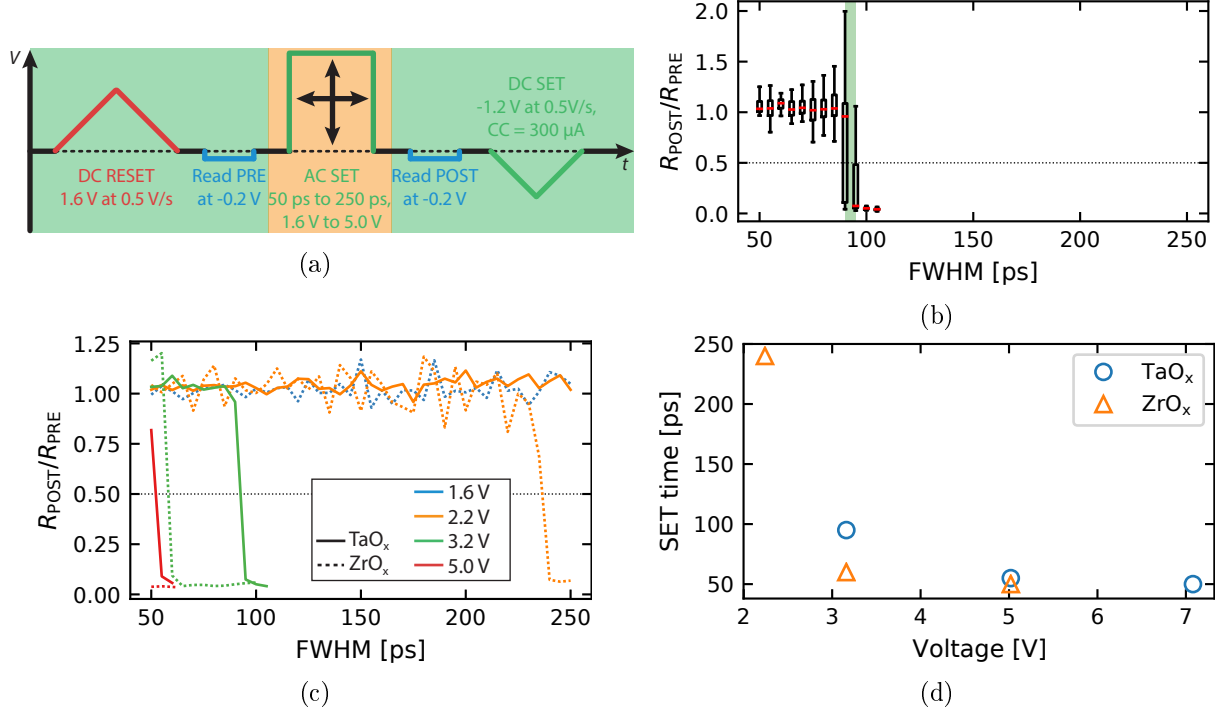 V
DC RESET
1.6 V at 0.5 V/s
Read PRE
at -0.2 V
AC SET
50 ps to 250 ps,
1.6 V to 5.0 V
Read POST
at -0.2 V
DC SET
-1.2 V at 0.5V/s,
CC = 300 µA
t
(a)
R_POST/R_PRE
2.0
1.5
1.0
0.5
0.0
50 100 150 200 250
FWHM [ps]
(b)
R_POST/R_PRE
1.25
1.00
0.75
0.50
0.25
0.00
TaOₓ
ZrOₓ
1.6 V
2.2 V
3.2 V
5.0 V
50 100 150 200 250
FWHM [ps]
(c)
SET time [ps]
250
200
150
100
50
TaOₓ
ZrOₓ
2 3 4 5 6 7
Voltage [V]
(d)